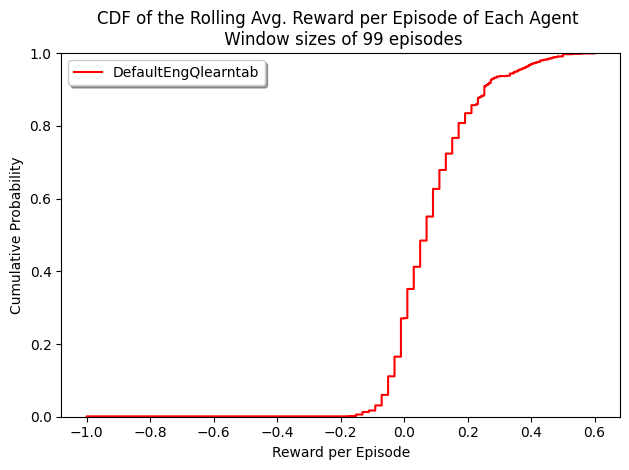 CDF of the Rolling Avg. Reward per Episode of Each Agent
Window sizes of 99 episodes
DefaultEngQlearntab
Cumulative Probability
1.0
0.8
0.6
0.4
0.2
0.0
−1.0 −0.8 −0.6 −0.4 −0.2 0.0 0.2 0.4 0.6
Reward per Episode